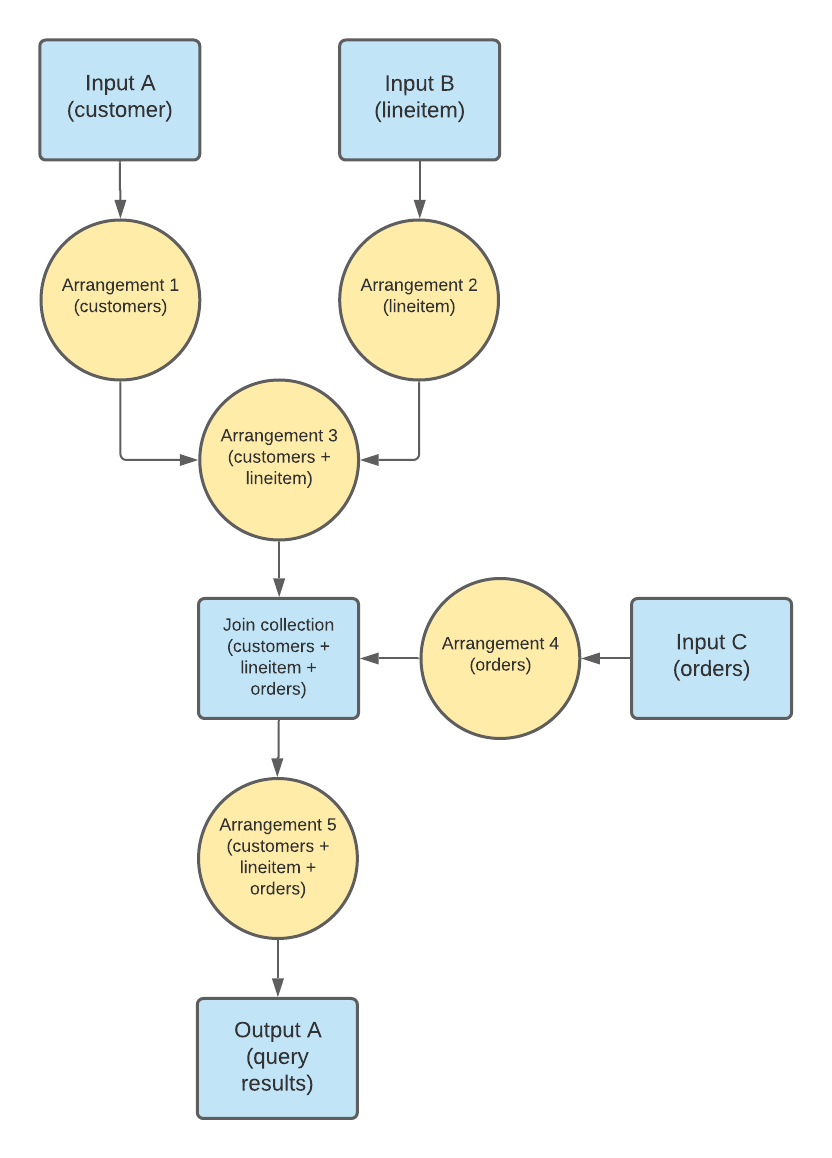 Input A
(customer)
Input B
(lineitem)
Arrangement 1
(customers)
Arrangement 2
(lineitem)
Arrangement 3
(customers +
lineitem)
Join collection
(customers +
lineitem +
orders)
Arrangement 4
(orders)
Input C
(orders)
Arrangement 5
(customers +
lineitem +
orders)
Output A
(query
results)